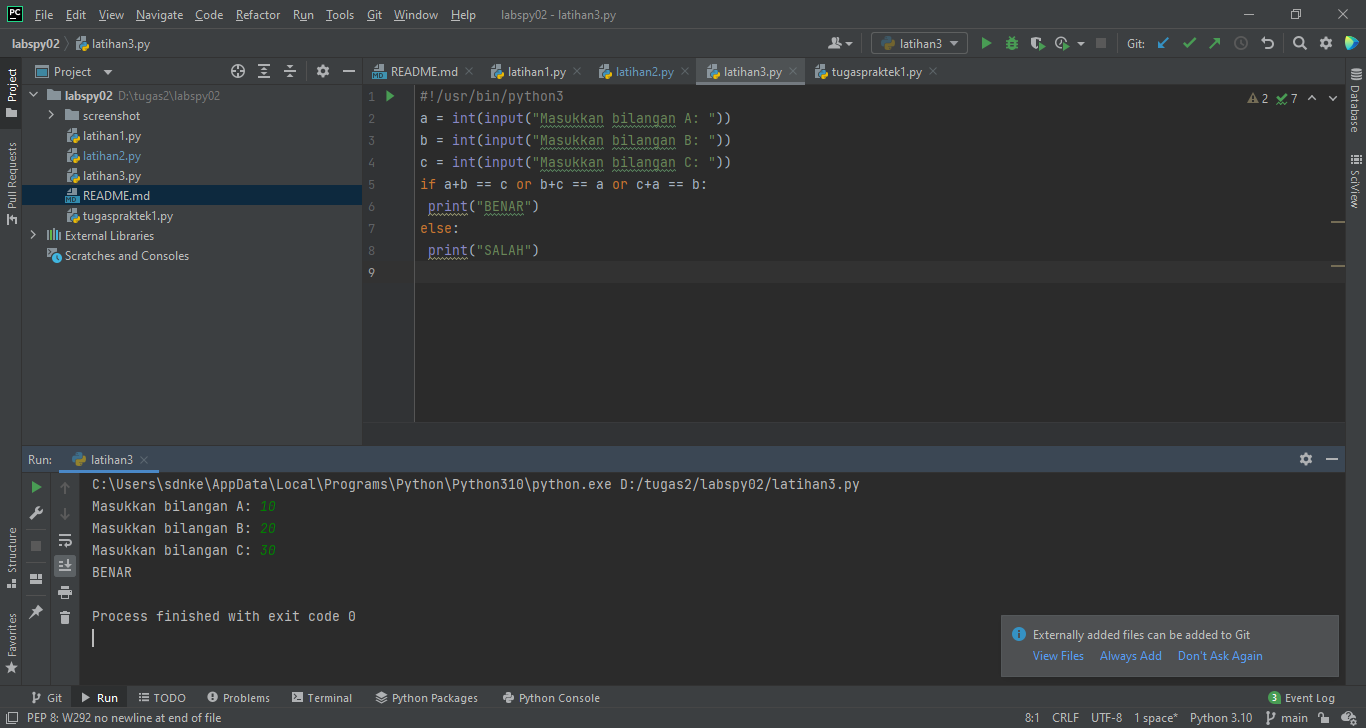 PC File Edit View Navigate Code Refactor Run Tools Git Window Help labspy02 - latihan3.py
labspy02 latihan3.py latihan3 Git:
Project README.md latihan1.py latihan2.py latihan3.py tugaspraktek1.py
Project
Pull Requests
labspy02 D:\tugas2\labspy02
screenshot
latihan1.py
latihan2.py
latihan3.py
README.md
tugaspraktek1.py
External Libraries
Scratches and Consoles
1 #!/usr/bin/python3
2 a = int(input("Masukkan bilangan A: "))
3 b = int(input("Masukkan bilangan B: "))
4 c = int(input("Masukkan bilangan C: "))
5 if a+b == c or b+c == a or c+a == b:
6 print("BENAR")
7 else:
8 print("SALAH")
9
2 7
Database
SciView
Run: latihan3
C:\Users\sdnke\AppData\Local\Programs\Python\Python310\python.exe D:/tugas2/labspy02/latihan3.py
Masukkan bilangan A: 10
Masukkan bilangan B: 20
Masukkan bilangan C: 30
BENAR
Process finished with exit code 0
Structure
Favorites
Externally added files can be added to Git
View Files Always Add Don't Ask Again
Git Run TODO Problems Terminal Python Packages Python Console 3 Event Log
PEP 8: W292 no newline at end of file 8:1 CRLF UTF-8 1 space* Python 3.10 main